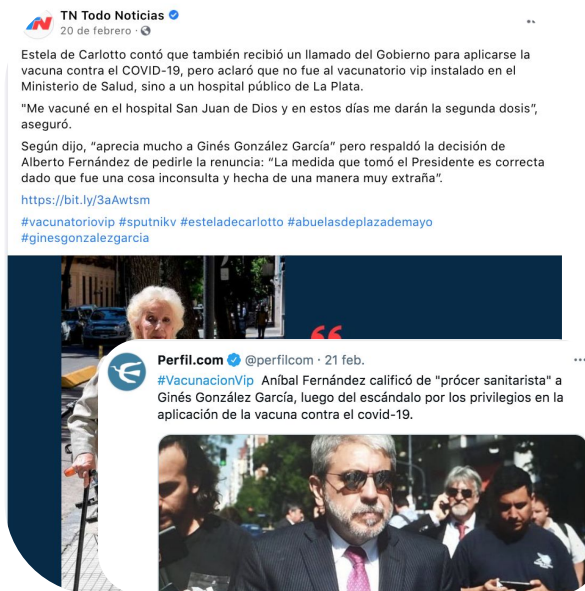 TN Todo Noticias
20 de febrero ·
Estela de Carlotto contó que también recibió un llamado del Gobierno para aplicarse la
vacuna contra el COVID-19, pero aclaró que no fue al vacunatorio vip instalado en el
Ministerio de Salud, sino a un hospital público de La Plata.
"Me vacuné en el hospital San Juan de Dios y en estos días me darán la segunda dosis”,
aseguró.
Según dijo, “aprecia mucho a Ginés González García” pero respaldó la decisión de
Alberto Fernández de pedirle la renuncia: “La medida que tomó el Presidente es correcta
dado que fue una cosa inconsulta y hecha de una manera muy extraña”.
https://bit.ly/3aAwtsm
#vacunatoriovip #sputnikv #esteladecarlotto #abuelasdeplazademayo
#ginesgonzalezgarcia
Perfil.com @perfilcom · 21 feb.
#VacunacionVip Aníbal Fernández calificó de "prócer sanitarista" a
Ginés González García, luego del escándalo por los privilegios en la
aplicación de la vacuna contra el covid-19.